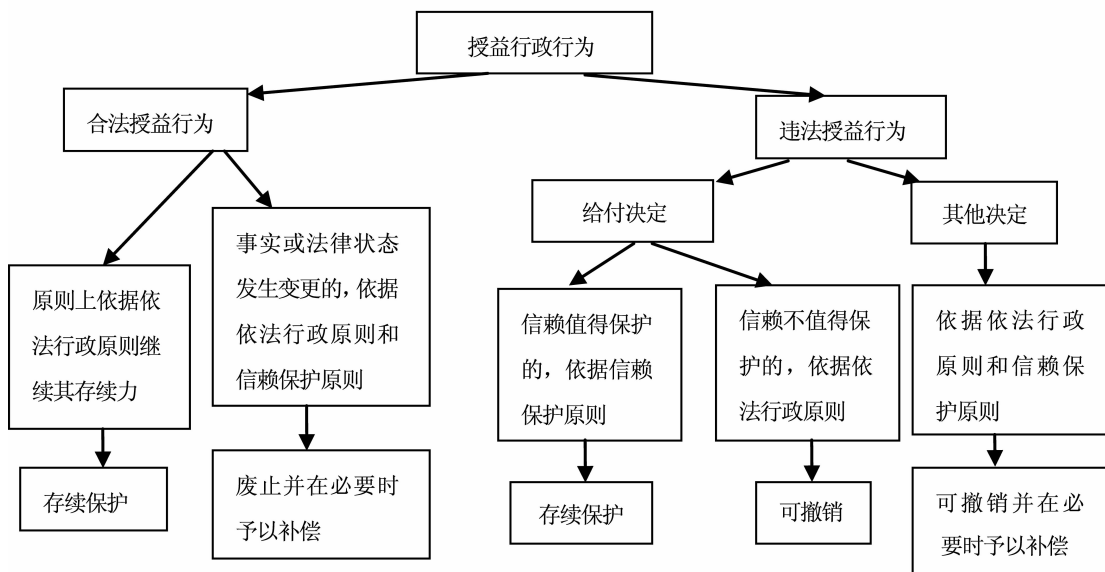 授益行政行为
合法授益行为
违法授益行为
给付决定
其他决定
事实或法律状态
发生变更的，依据
依法行政原则和
信赖保护原则
原则上依据依
法行政原则继
续其存续力
信赖值得保护
的，依据信赖
保护原则
信赖不值得保
护的，依据依
法行政原则
依据依法行政
原则和信赖保
护原则
存续保护
废止并在必要时
予以补偿
存续保护
可撤销
可撤销并在必
要时予以补偿